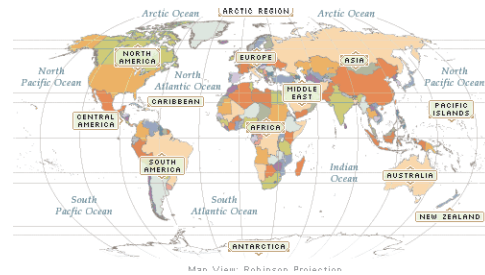 Arctic Ocean
ARCTIC REGION
Arctic Ocean
NORTH
AMERICA
EUROPE
ASIA
North
Pacific Ocean
North
Atlantic Ocean
MIDDLE
EAST
North
Pacific Ocean
CARIBBEAN
PACIFIC
ISLANDS
CENTRAL
AMERICA
AFRICA
SOUTH
AMERICA
Indian
Ocean
AUSTRALIA
South
Pacific Ocean
South
Atlantic Ocean
NEW ZEALAND
ANTARCTICA
Map View: Robinson Projection